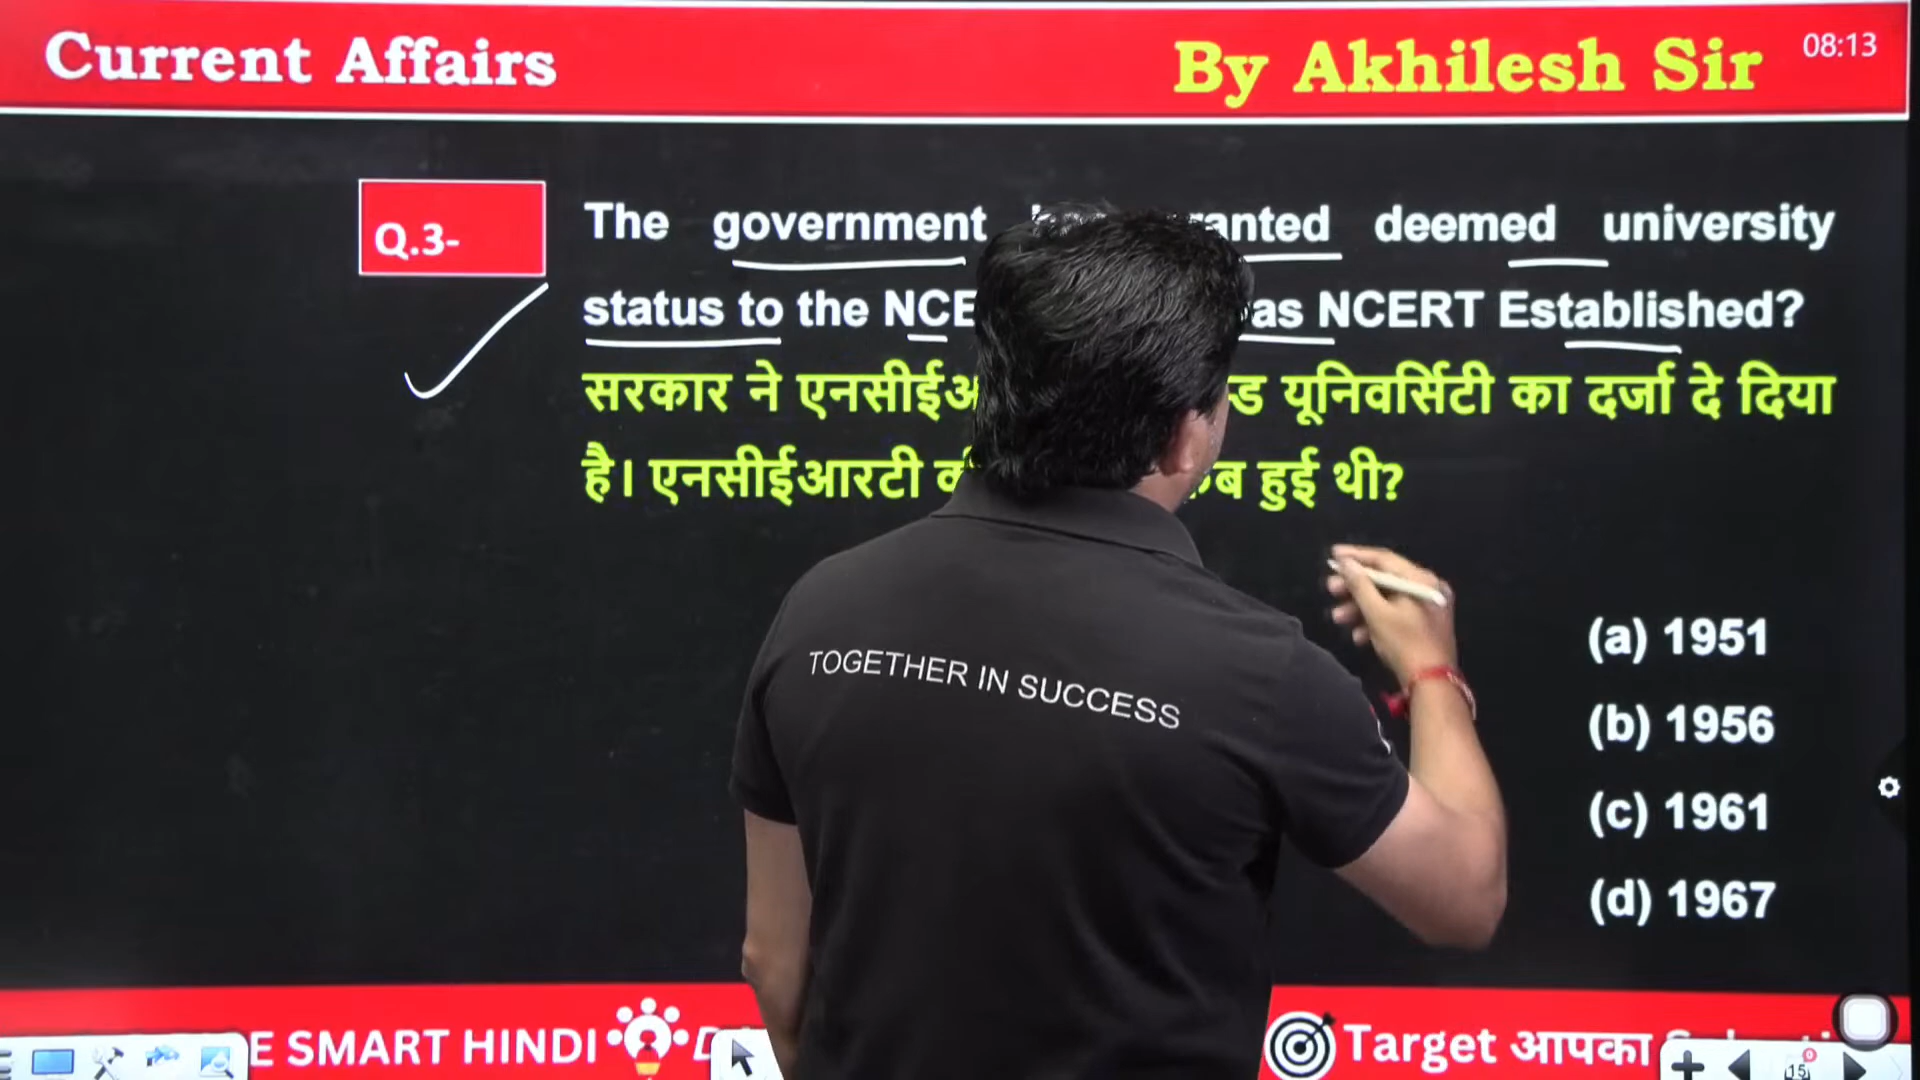 Current Affairs
By Akhilesh Sir
08:13
Q.3-
The government deemed university
status to the NCERT Established?
सरकार ने यूनिवर्सिटी का दर्जा दे दिया
है। एनसीईआरटी हुई थी?
TOGETHER IN SUCCESS
(a) 1951
(b) 1956
(c) 1961
(d) 1967
SMART HINDI
Target आपका
15